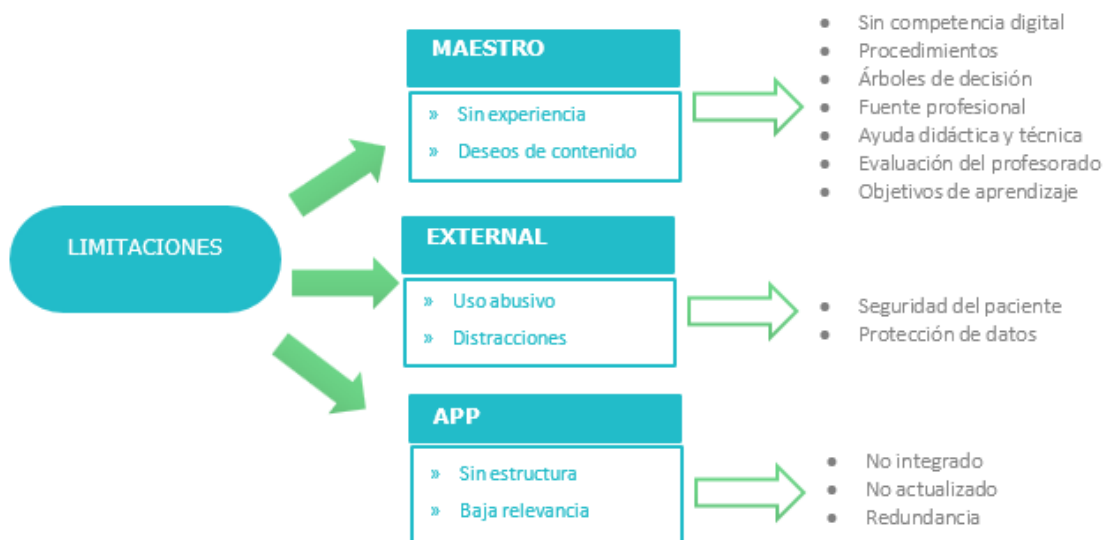 LIMITACIONES
MAESTRO
» Sin experiencia
» Deseos de contenido
● Sin competencia digital
● Procedimientos
● Árboles de decisión
● Fuente profesional
● Ayuda didáctica y técnica
● Evaluación del profesorado
● Objetivos de aprendizaje
EXTERNAL
» Uso abusivo
» Distracciones
● Seguridad del paciente
● Protección de datos
APP
» Sin estructura
» Baja relevancia
● No integrado
● No actualizado
● Redundancia